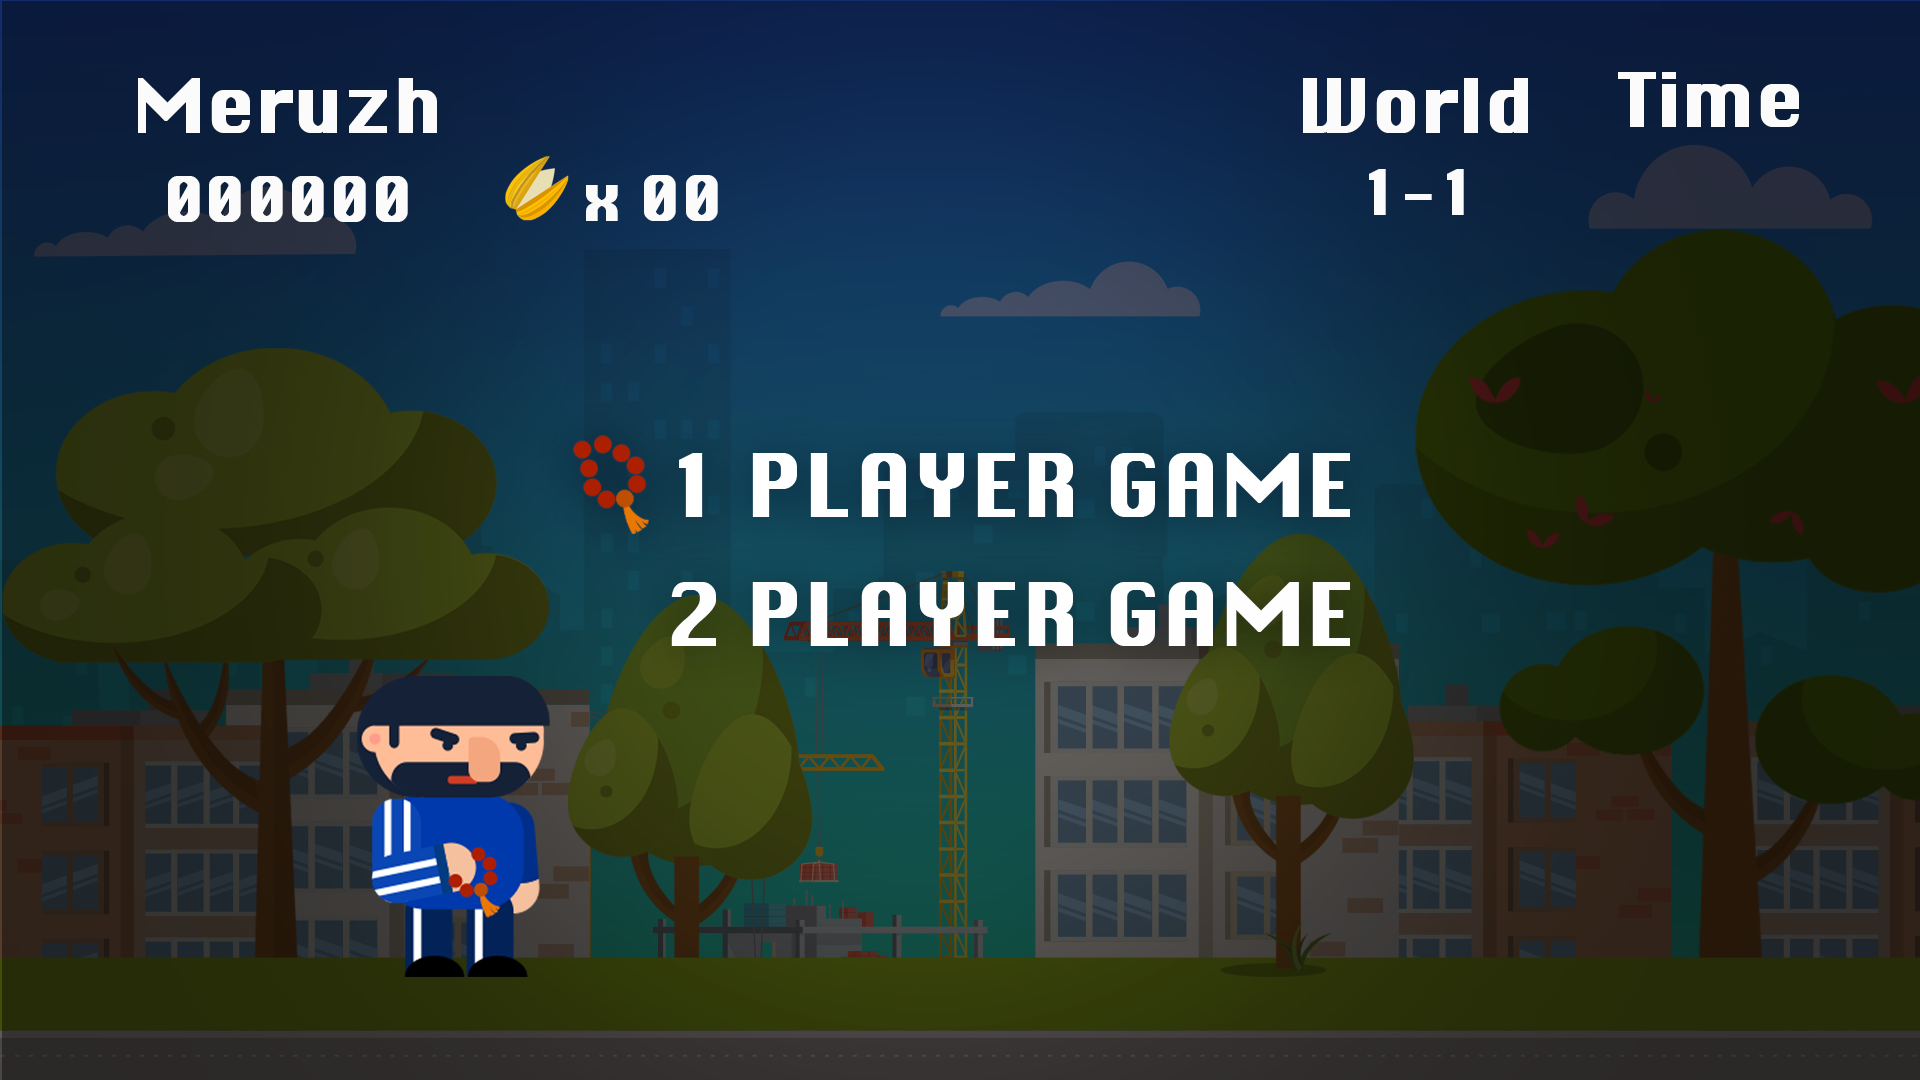 Meruzh
000000
x 00
World
1-1
Time
1 PLAYER GAME
2 PLAYER GAME